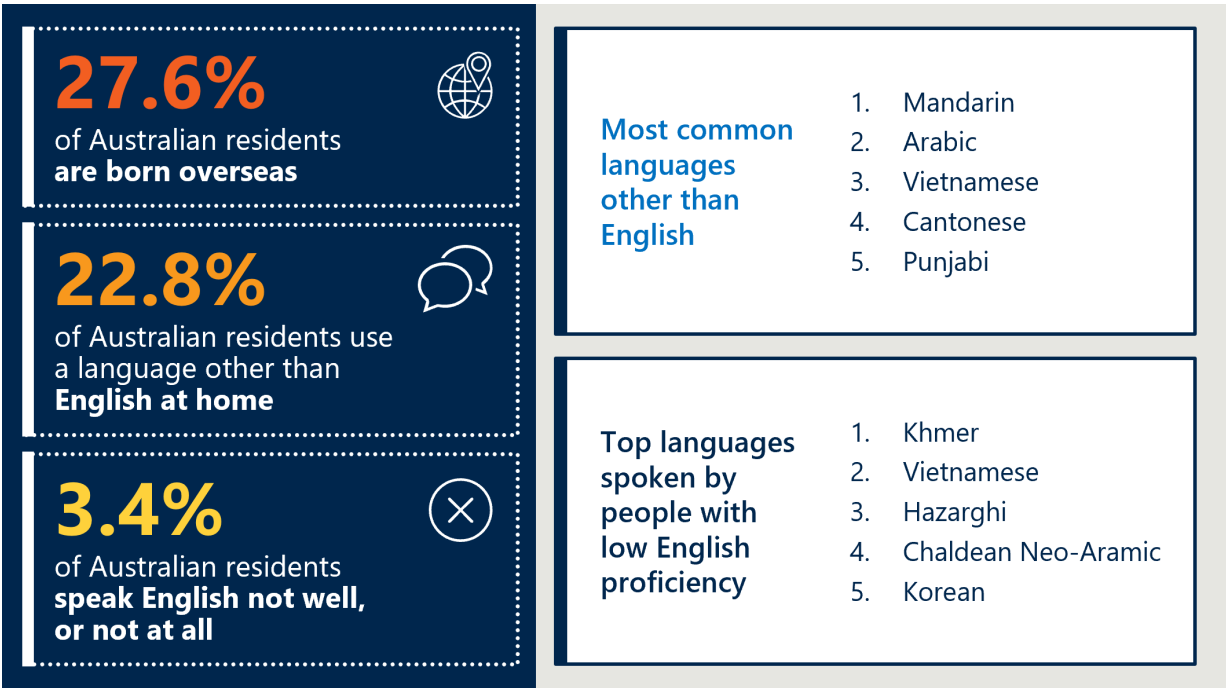 27.6%
of Australian residents
are born overseas
22.8%
of Australian residents use
a language other than
English at home
3.4%
of Australian residents
speak English not well,
or not at all
Most common
languages
other than
English
1. Mandarin
2. Arabic
3. Vietnamese
4. Cantonese
5. Punjabi
Top languages
spoken by
people with
low English
proficiency
1. Khmer
2. Vietnamese
3. Hazarghi
4. Chaldean Neo-Aramic
5. Korean